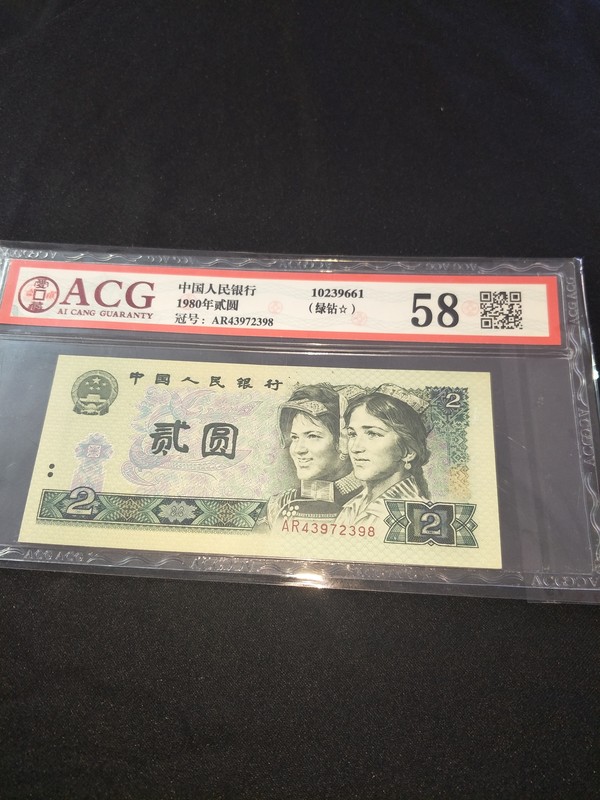 ACG
AI CANG GUARANTY
中国人民银行
1980年贰圆
冠号：AR43972398
10239661
（绿钻☆）
58
中国人民银行
贰圆
2
2
2
AR43972398